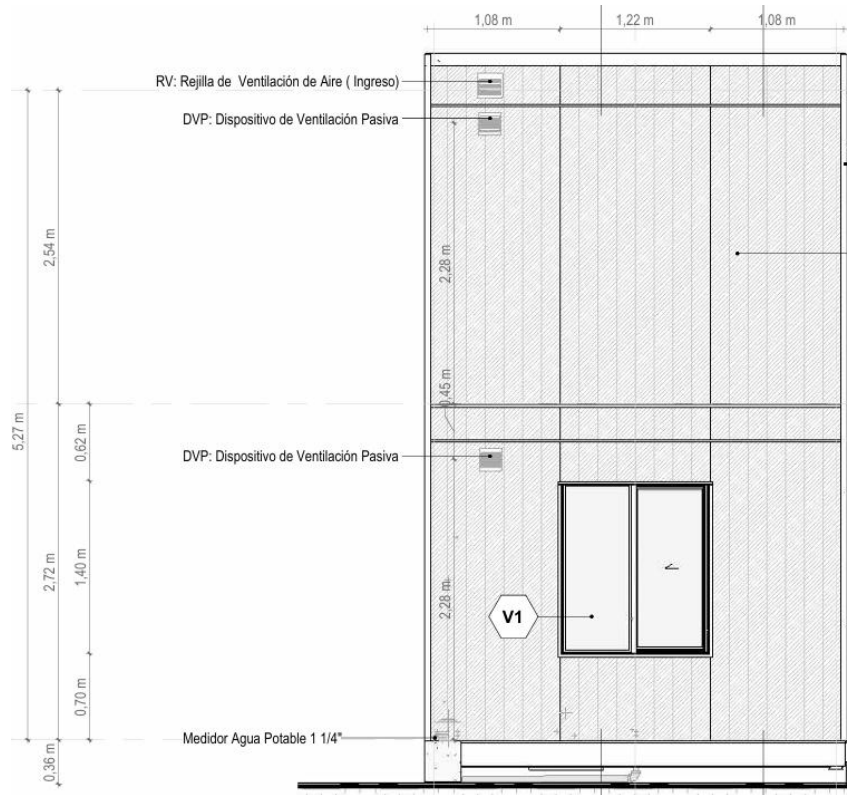 1,08 m
1,22 m
1,08 m
RV: Rejilla de Ventilación de Aire ( Ingreso)
DVP: Dispositivo de Ventilación Pasiva
2,54 m
2,28 m
0,45 m
5,27 m
0,62 m
DVP: Dispositivo de Ventilación Pasiva
2,72 m
1,40 m
2,28 m
V1
0,70 m
Medidor Agua Potable 1 1/4"
0,36 m